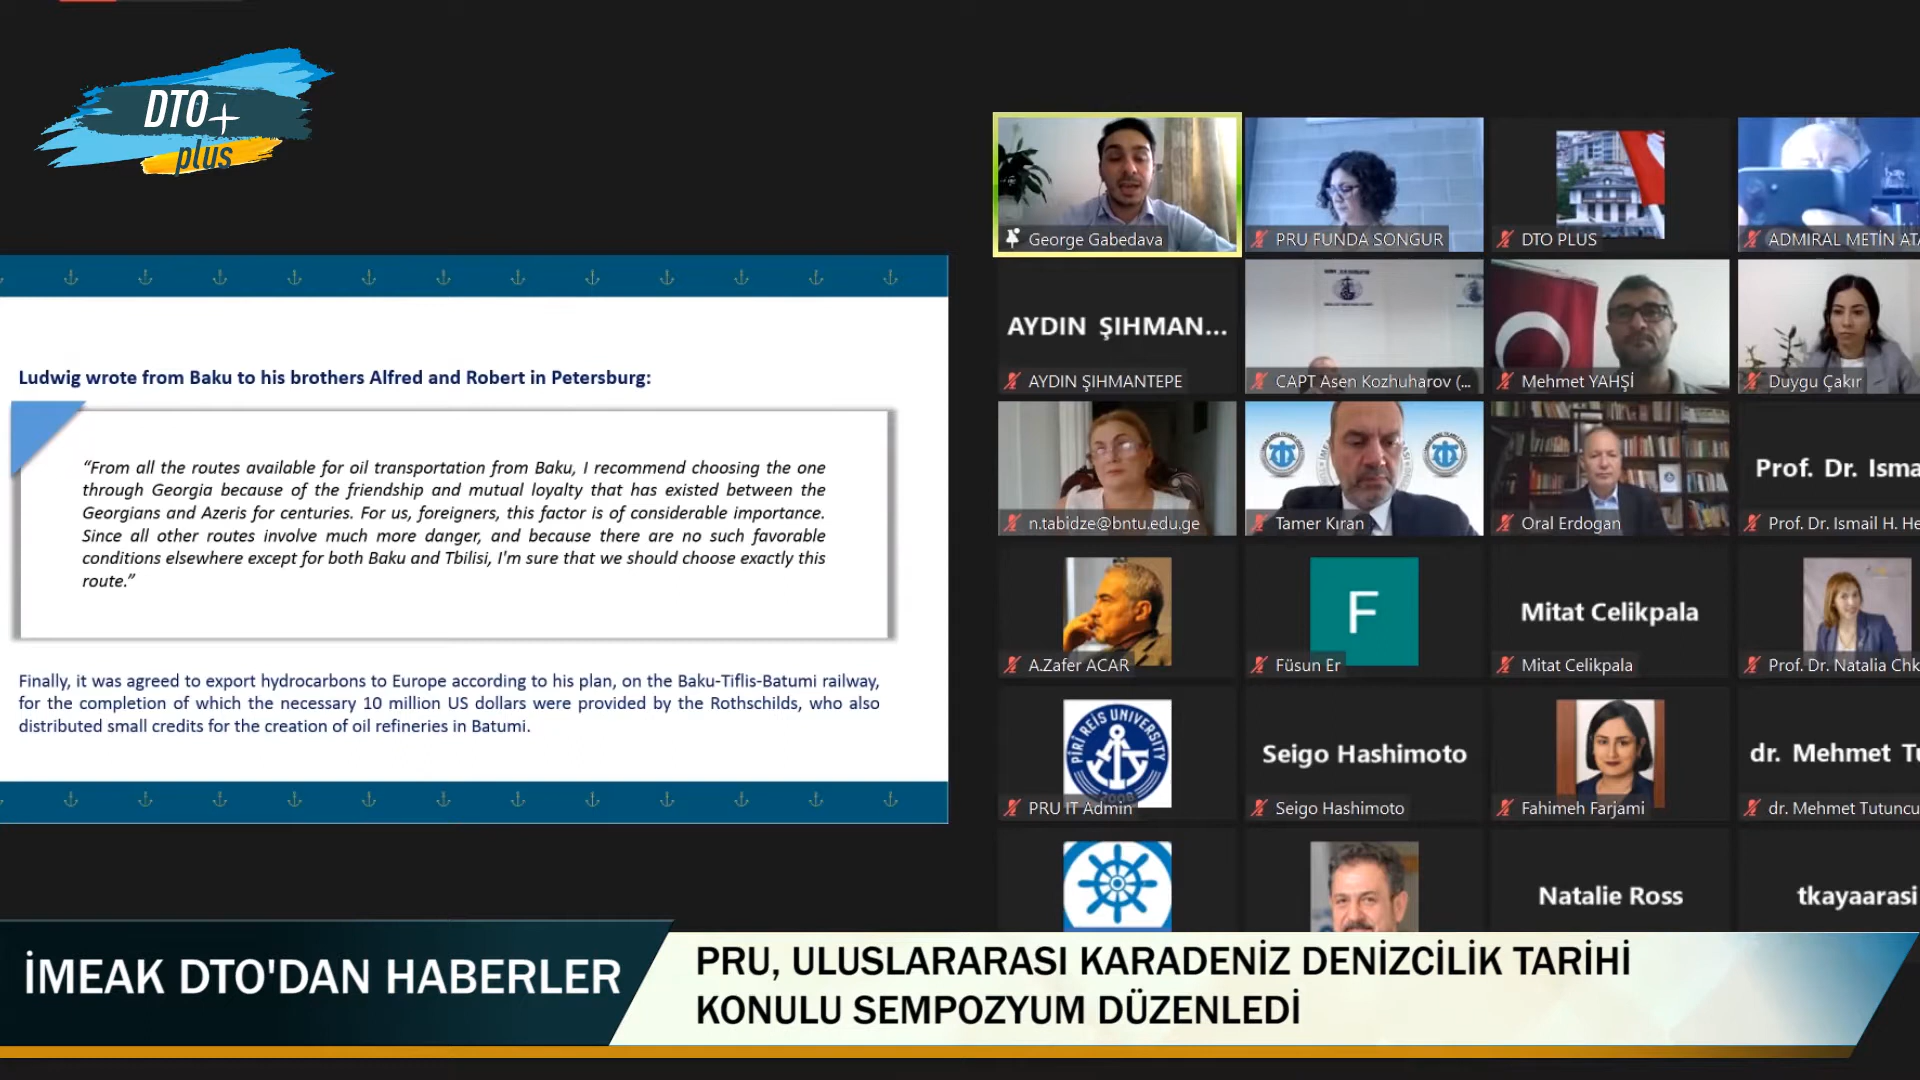 DTO+
plus
Ludwig wrote from Baku to his brothers Alfred and Robert in Petersburg:
“From all the routes available for oil transportation from Baku, I recommend choosing the one
through Georgia because of the friendship and mutual loyalty that has existed between the
Georgians and Azeris for centuries. For us, foreigners, this factor is of considerable importance.
Since all other routes involve much more danger, and because there are no such favorable
conditions elsewhere except for both Baku and Tbilisi, I'm sure that we should choose exactly this
route.”
Finally, it was agreed to export hydrocarbons to Europe according to his plan, on the Baku-Tiflis-Batumi railway,
for the completion of which the necessary 10 million US dollars were provided by the Rothschilds, who also
distributed small credits for the creation of oil refineries in Batumi.
George Gabedava
PRU FUNDA SONGUR
DTO PLUS
ADMIRAL METİN ATA
AYDIN ŞIHMAN...
AYDIN ŞIHMANTEPE
CAPT Asen Kozhuharov (...
Mehmet YAHŞİ
Duygu Çakır
n.tabidze@bntu.edu.ge
Tamer Kıran
Oral Erdogan
Prof. Dr. Isma
Prof. Dr. Ismail H. He
A.Zafer ACAR
F
Füsun Er
Mitat Celikpala
Mitat Celikpala
Prof. Dr. Natalia Chk
PÎRÎ REİS UNIVERSITY
2008
PRU IT Admin
Seigo Hashimoto
Seigo Hashimoto
Fahimeh Farjami
dr. Mehmet Tu
dr. Mehmet Tutuncu
Natalie Ross
tkayaarasi
İMEAK DTO'DAN HABERLER
PRU, ULUSLARARASI KARADENİZ DENİZCİLİK TARİHİ
KONULU SEMPOZYUM DÜZENLEDİ